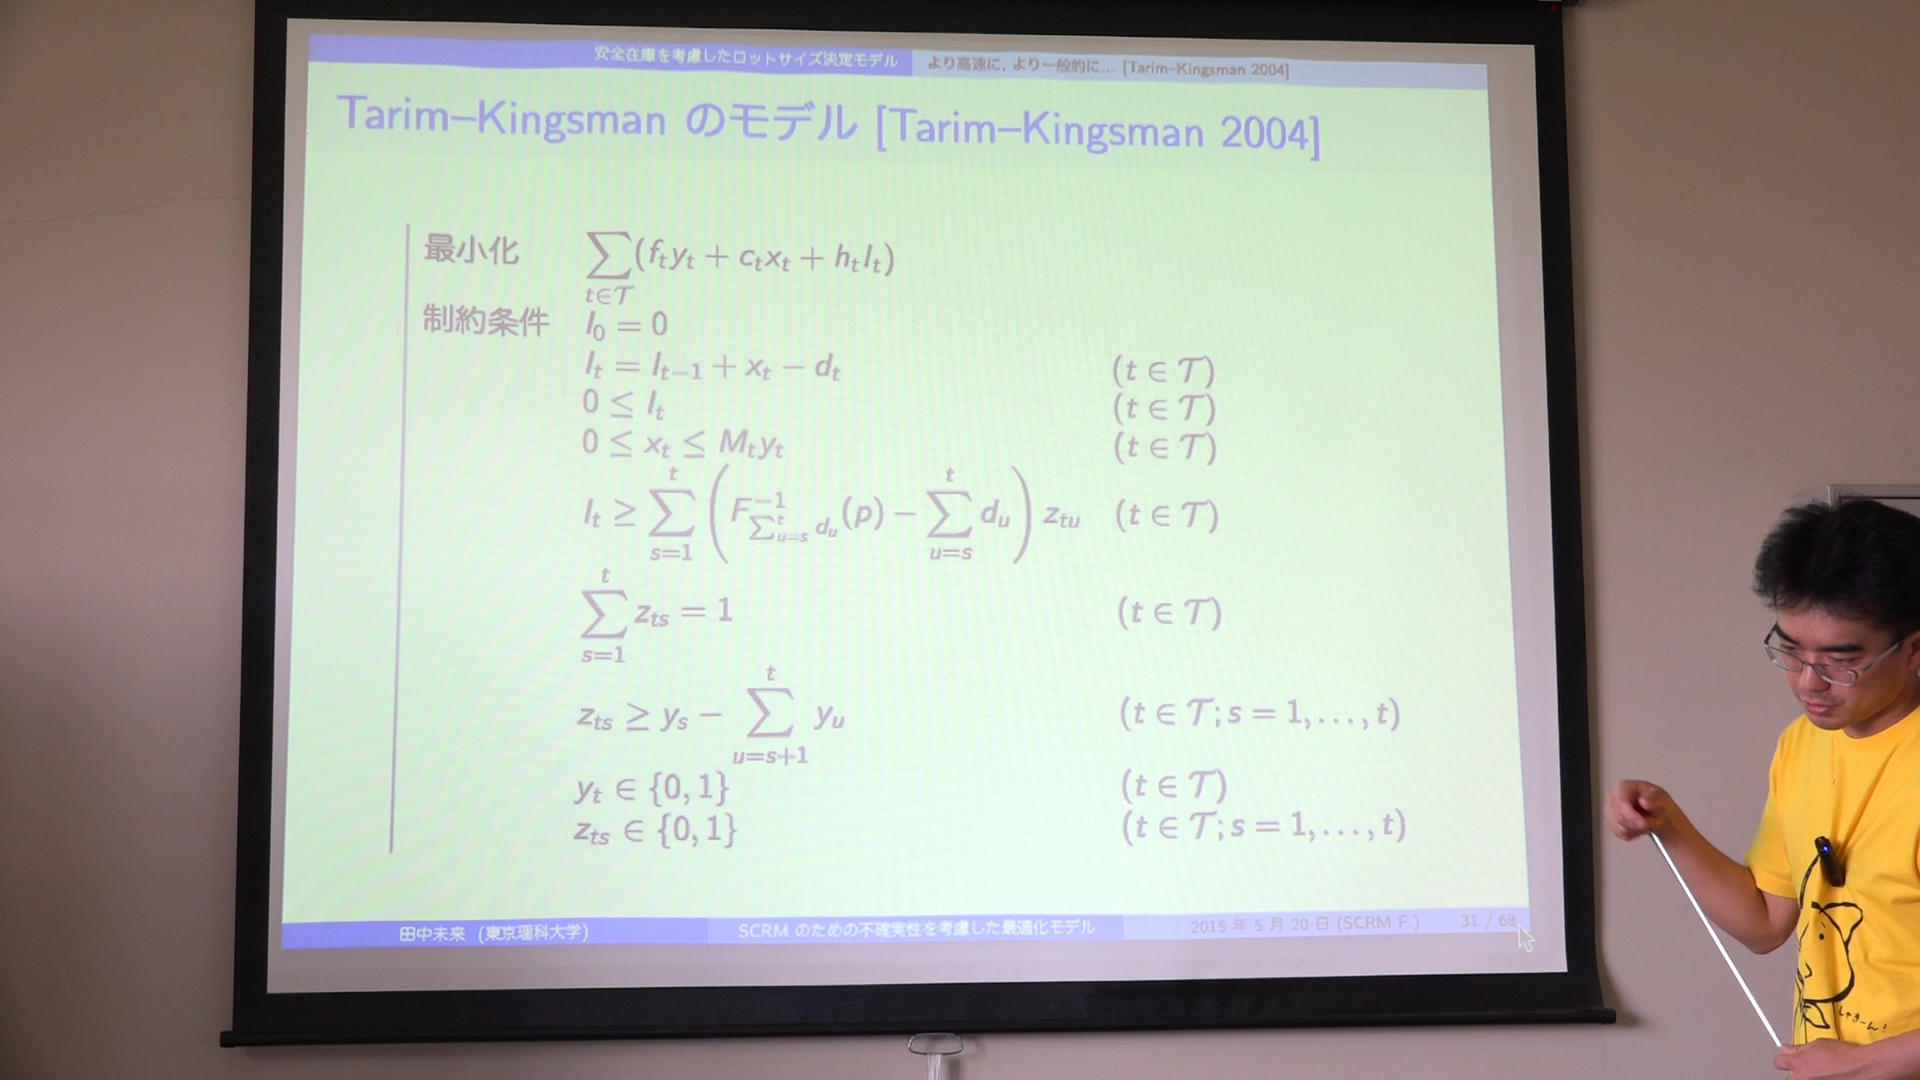 安全在庫を考慮したロットサイズ決定モデル より高速に, より一般的に... [Tarim–Kingsman 2004]
Tarim–Kingsman のモデル [Tarim–Kingsman 2004]
最小化 ∑_{t∈𝒯} (f_t y_t + c_t x_t + h_t I_t)
制約条件 I_0 = 0
I_t = I_{t−1} + x_t − d_t (t ∈ 𝒯)
0 ≤ I_t (t ∈ 𝒯)
0 ≤ x_t ≤ M_t y_t (t ∈ 𝒯)
I_t ≥ ∑_{s=1}^{t} ( F^{−1}_{∑_{u=s}^{t} d_u}(p) − ∑_{u=s}^{t} d_u ) z_{tu} (t ∈ 𝒯)
∑_{s=1}^{t} z_{ts} = 1 (t ∈ 𝒯)
z_{ts} ≥ y_s − ∑_{u=s+1}^{t} y_u (t ∈ 𝒯; s = 1, . . . , t)
y_t ∈ {0, 1} (t ∈ 𝒯)
z_{ts} ∈ {0, 1} (t ∈ 𝒯; s = 1, . . . , t)
田中未来 (東京理科大学) SCRM のための不確実性を考慮した最適化モデル 2015 年 5 月 20 日 (SCRM F.) 31 / 68
しゃきーん!